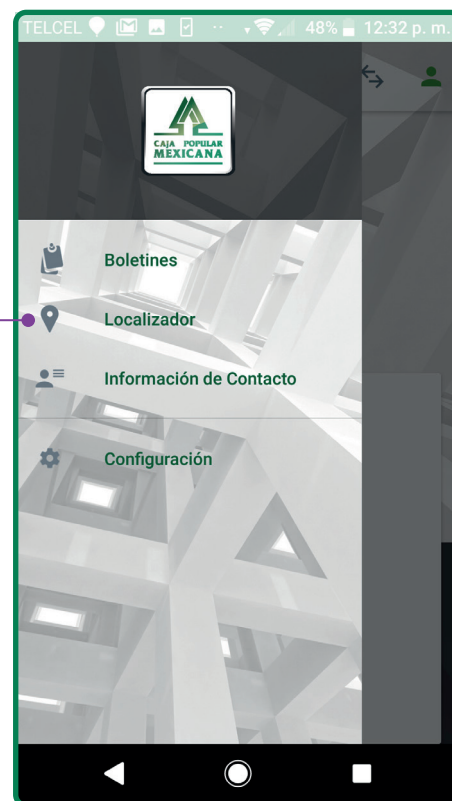 TELCEL 48% 12:32 p. m.
CAJA POPULAR
MEXICANA
Boletines
Localizador
Información de Contacto
Configuración